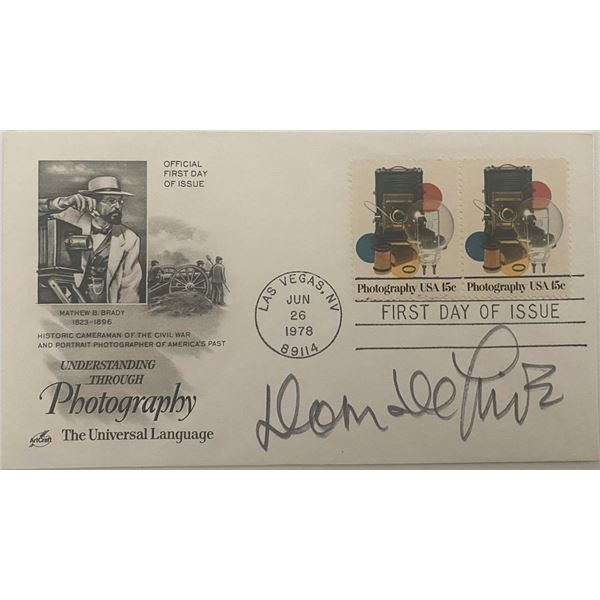 OFFICIAL
FIRST DAY
OF ISSUE
MATHEW B. BRADY
1823-1896
HISTORIC CAMERAMAN OF THE CIVIL WAR
AND PORTRAIT PHOTOGRAPHER OF AMERICA'S PAST
UNDERSTANDING
THROUGH
Photography
The Universal Language
ArtCraft
LAS VEGAS, NV
JUN
26
1978
89114
Photography USA 15c
Photography USA 15c
FIRST DAY OF ISSUE
Dom DeLuise